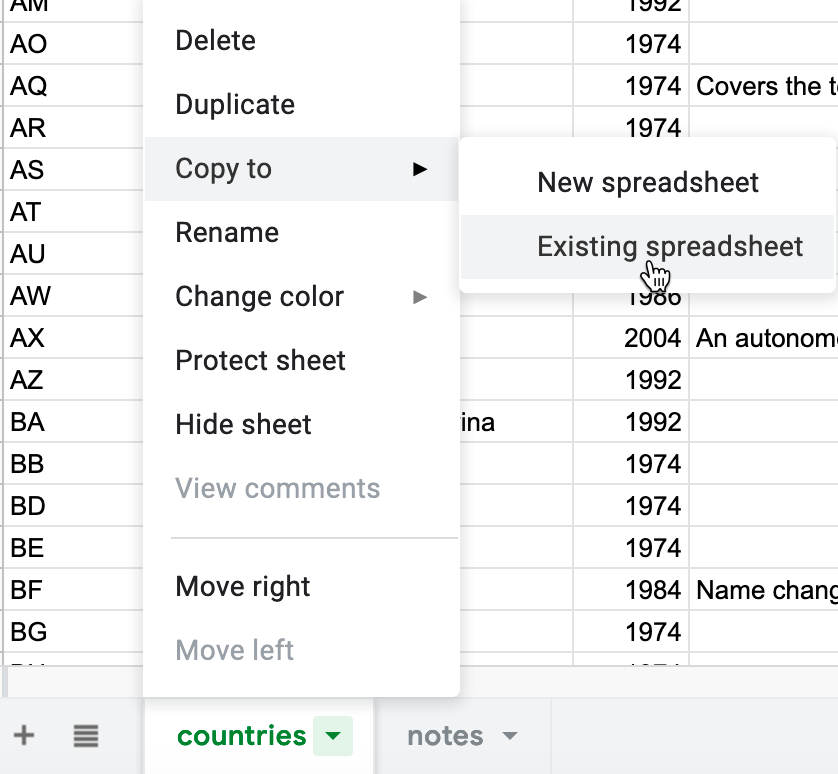 AM 1992
AO 1974
AQ 1974 Covers the t
AR 1974
AS
AT
AU
AW 1986
AX 2004 An autonom
AZ 1992
BA ina 1992
BB 1974
BD 1974
BE 1974
BF 1984 Name chang
BG 1974
Delete
Duplicate
Copy to
Rename
Change color
Protect sheet
Hide sheet
View comments
Move right
Move left
New spreadsheet
Existing spreadsheet
countries
notes